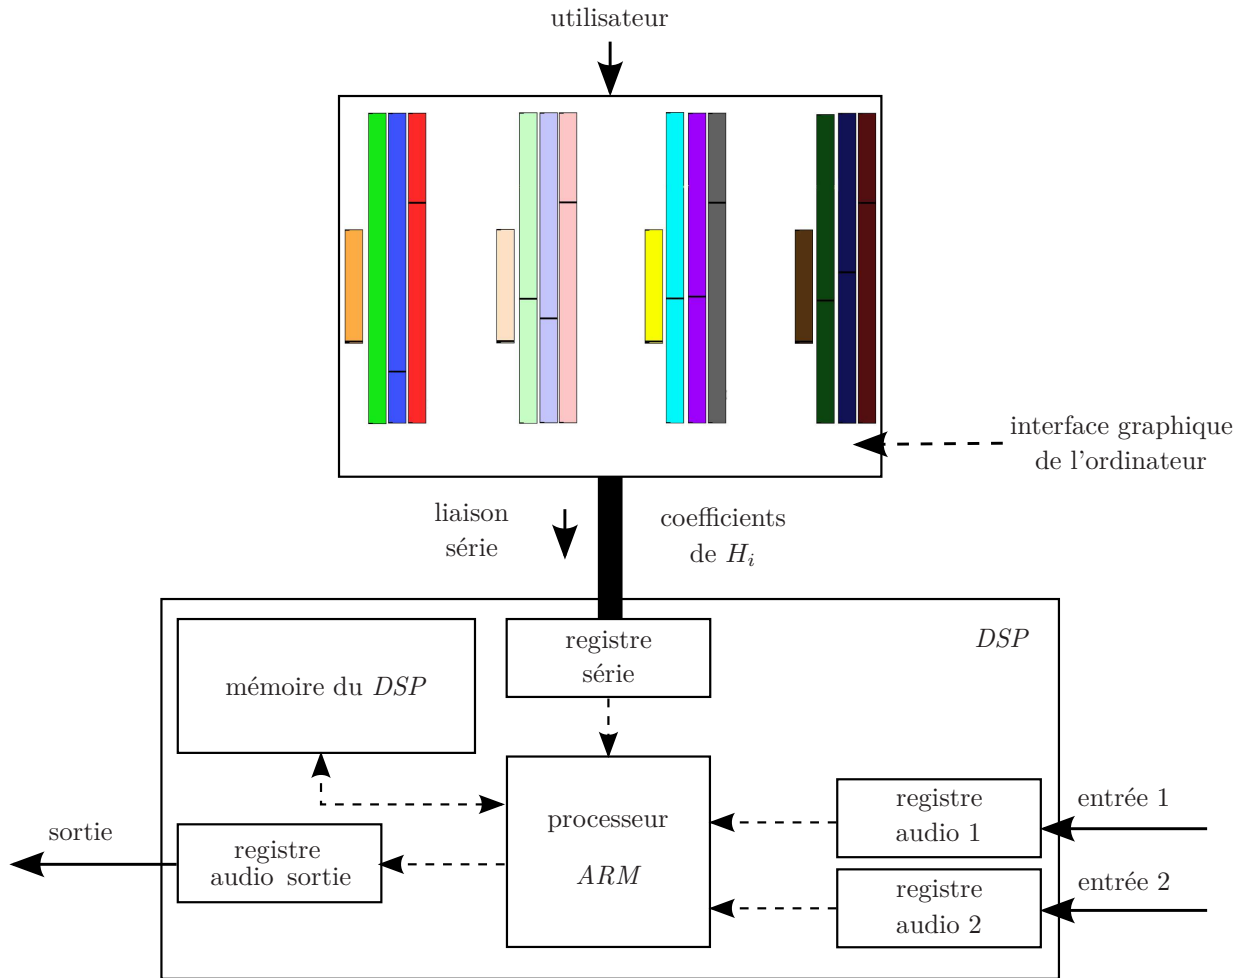 utilisateur
interface graphique
de l'ordinateur
liaison
série
coefficients
de $H_i$
DSP
registre
série
mémoire du DSP
processeur
ARM
registre
audio 1
entrée 1
sortie
registre
audio sortie
registre
audio 2
entrée 2